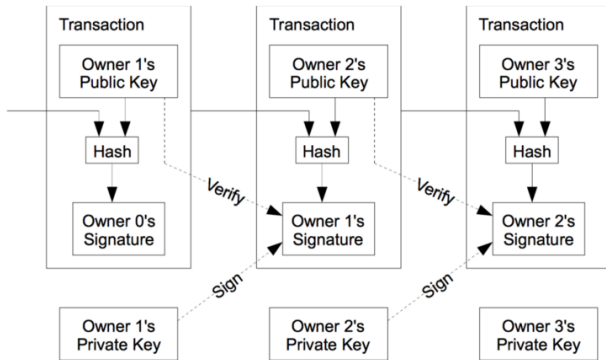 Transaction
Transaction
Transaction
Owner 1's
Public Key
Owner 2's
Public Key
Owner 3's
Public Key
Hash
Hash
Hash
Verify
Verify
Owner 0's
Signature
Owner 1's
Signature
Owner 2's
Signature
Sign
Sign
Owner 1's
Private Key
Owner 2's
Private Key
Owner 3's
Private Key